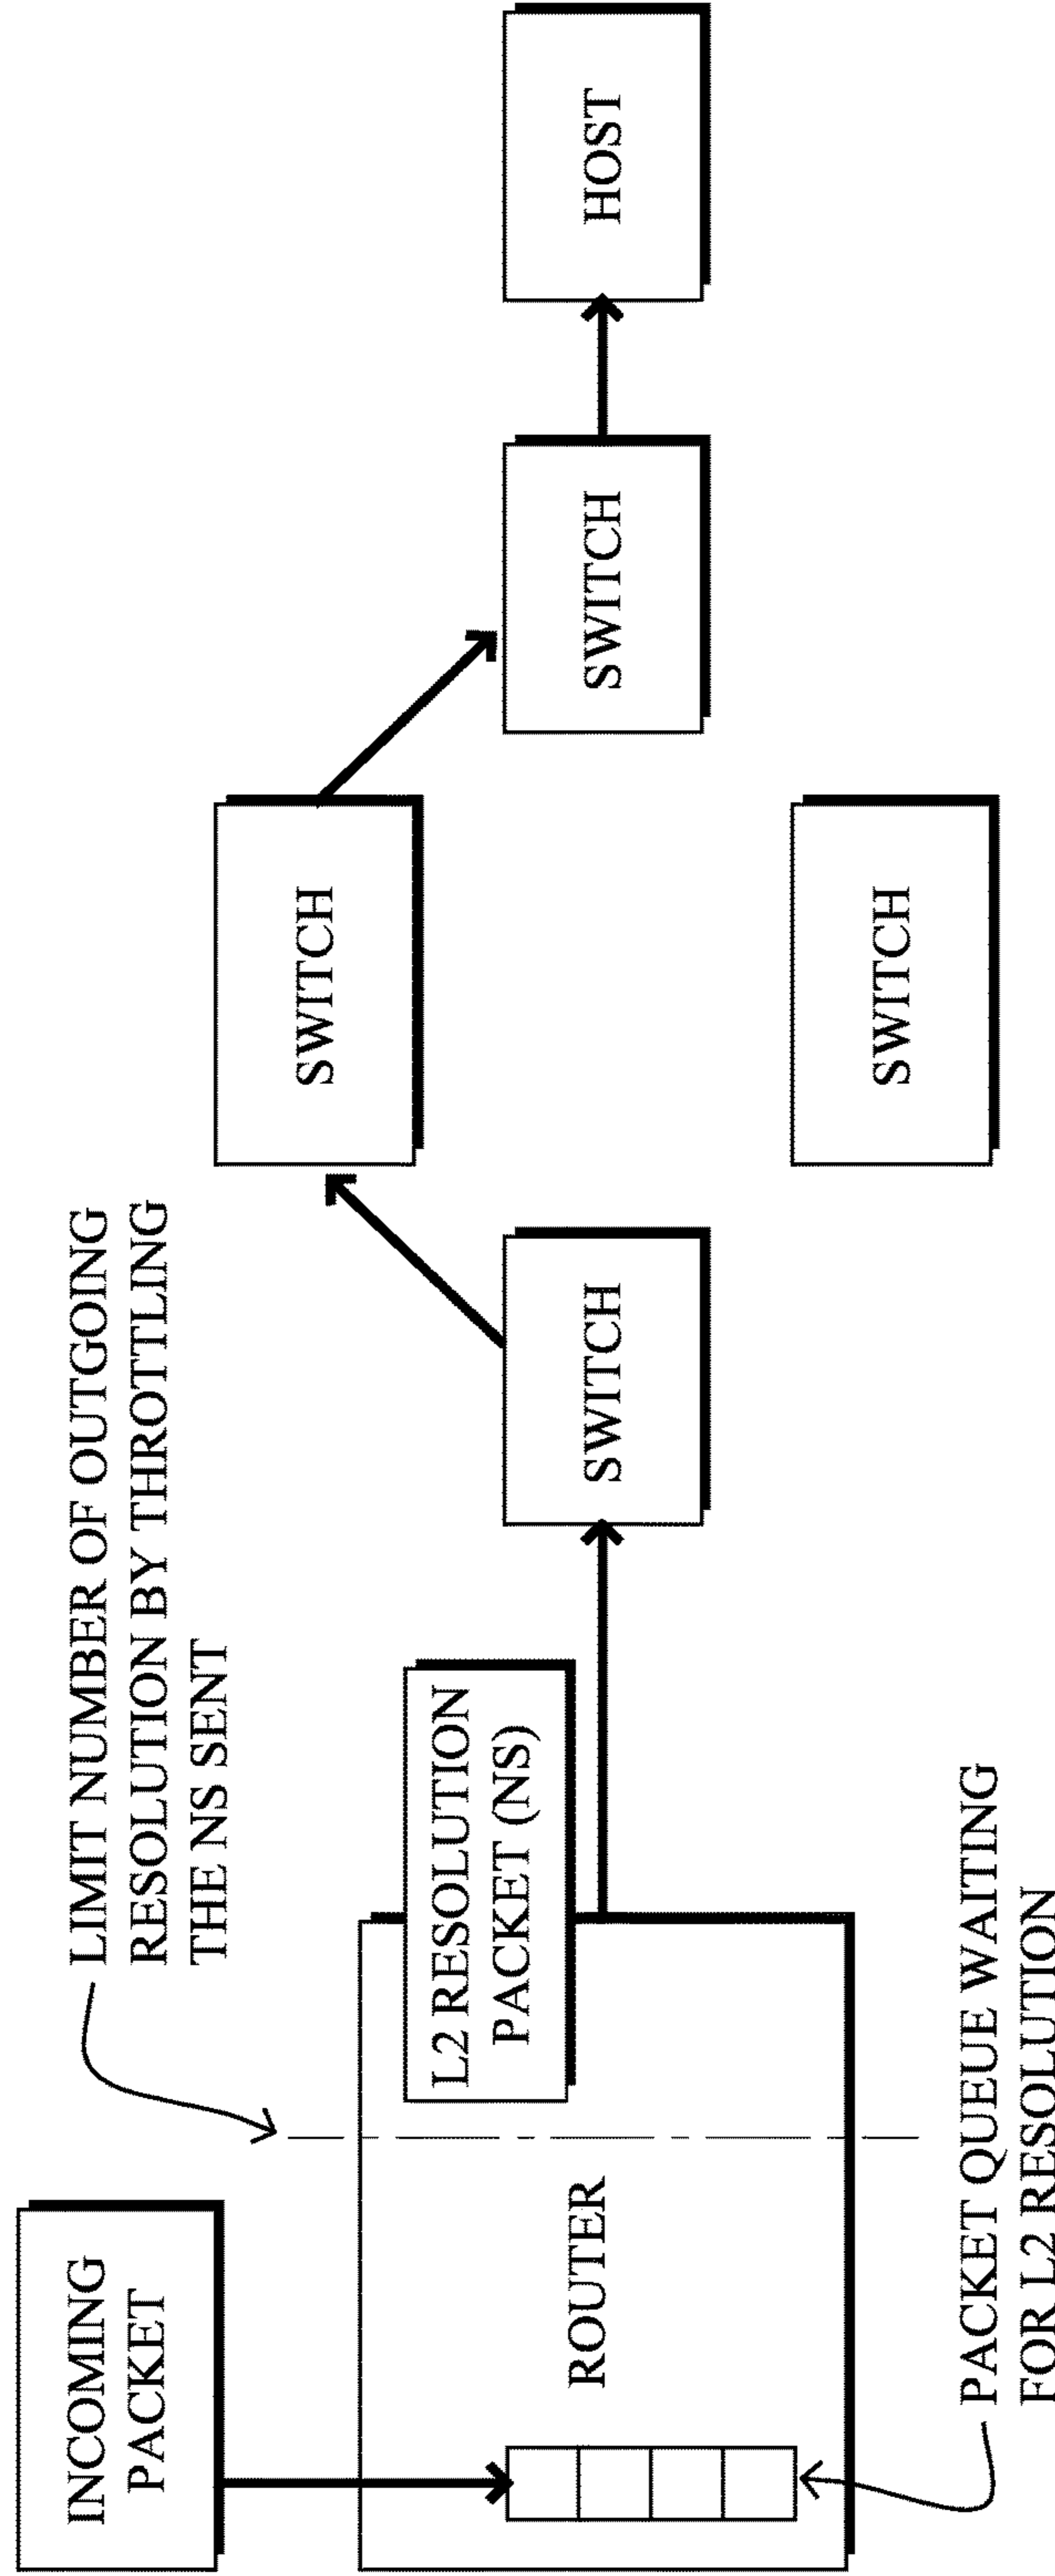 INCOMING
PACKET
LIMIT NUMBER OF OUTGOING
RESOLUTION BY THROTTLING
THE NS SENT
ROUTER
L2 RESOLUTION
PACKET (NS)
PACKET QUEUE WAITING
FOR L2 RESOLUTION
SWITCH
SWITCH
SWITCH
SWITCH
HOST